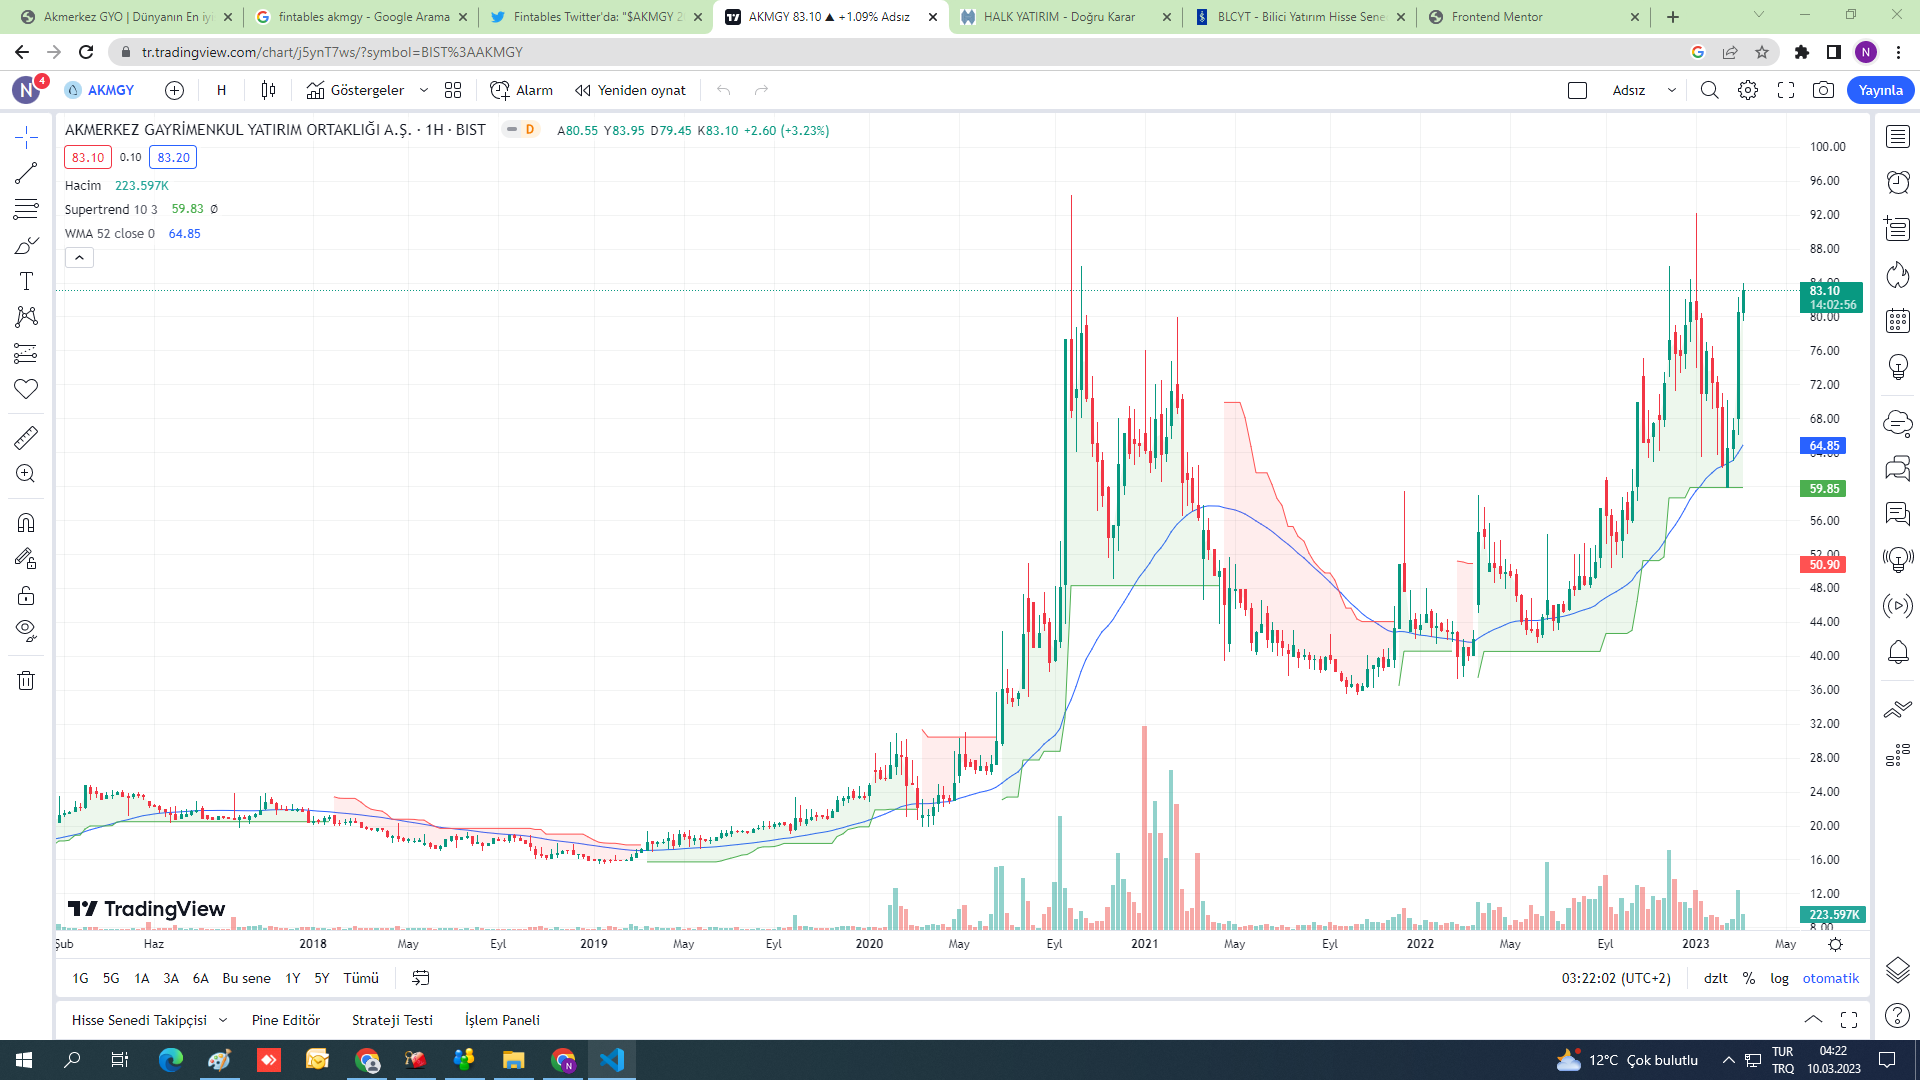 Akmerkez GYO | Dünyanın En iyi
fintables akmgy - Google Arama
Fintables Twitter'da: "$AKMGY 2
AKMGY 83.10 ▲ +1.09% Adsız
HALK YATIRIM - Doğru Karar
BLCYT - Bilici Yatırım Hisse Sene
Frontend Mentor
tr.tradingview.com/chart/j5ynT7ws/?symbol=BIST%3AAKMGY
N
N 4
AKMGY
H
Göstergeler
Alarm
Yeniden oynat
Adsız
Yayınla
AKMERKEZ GAYRİMENKUL YATIRIM ORTAKLIĞI A.Ş. · 1H · BIST
D
A80.55 Y83.95 D79.45 K83.10 +2.60 (+3.23%)
83.10 0.10 83.20
Hacim 223.597K
Supertrend 10 3 59.83 Ø
WMA 52 close 0 64.85
100.00
96.00
92.00
88.00
84.00
83.10
14:02:56
80.00
76.00
72.00
68.00
64.85
64.00
59.85
56.00
52.00
50.90
48.00
44.00
40.00
36.00
32.00
28.00
24.00
20.00
16.00
12.00
223.597K
8.00
TradingView
Şub Haz 2018 May Eyl 2019 May Eyl 2020 May Eyl 2021 May Eyl 2022 May Eyl 2023 May
1G 5G 1A 3A 6A Bu sene 1Y 5Y Tümü
03:22:02 (UTC+2) dzlt % log otomatik
Hisse Senedi Takipçisi Pine Editör Strateji Testi İşlem Paneli
12°C Çok bulutlu
TUR
TRQ
04:22
10.03.2023